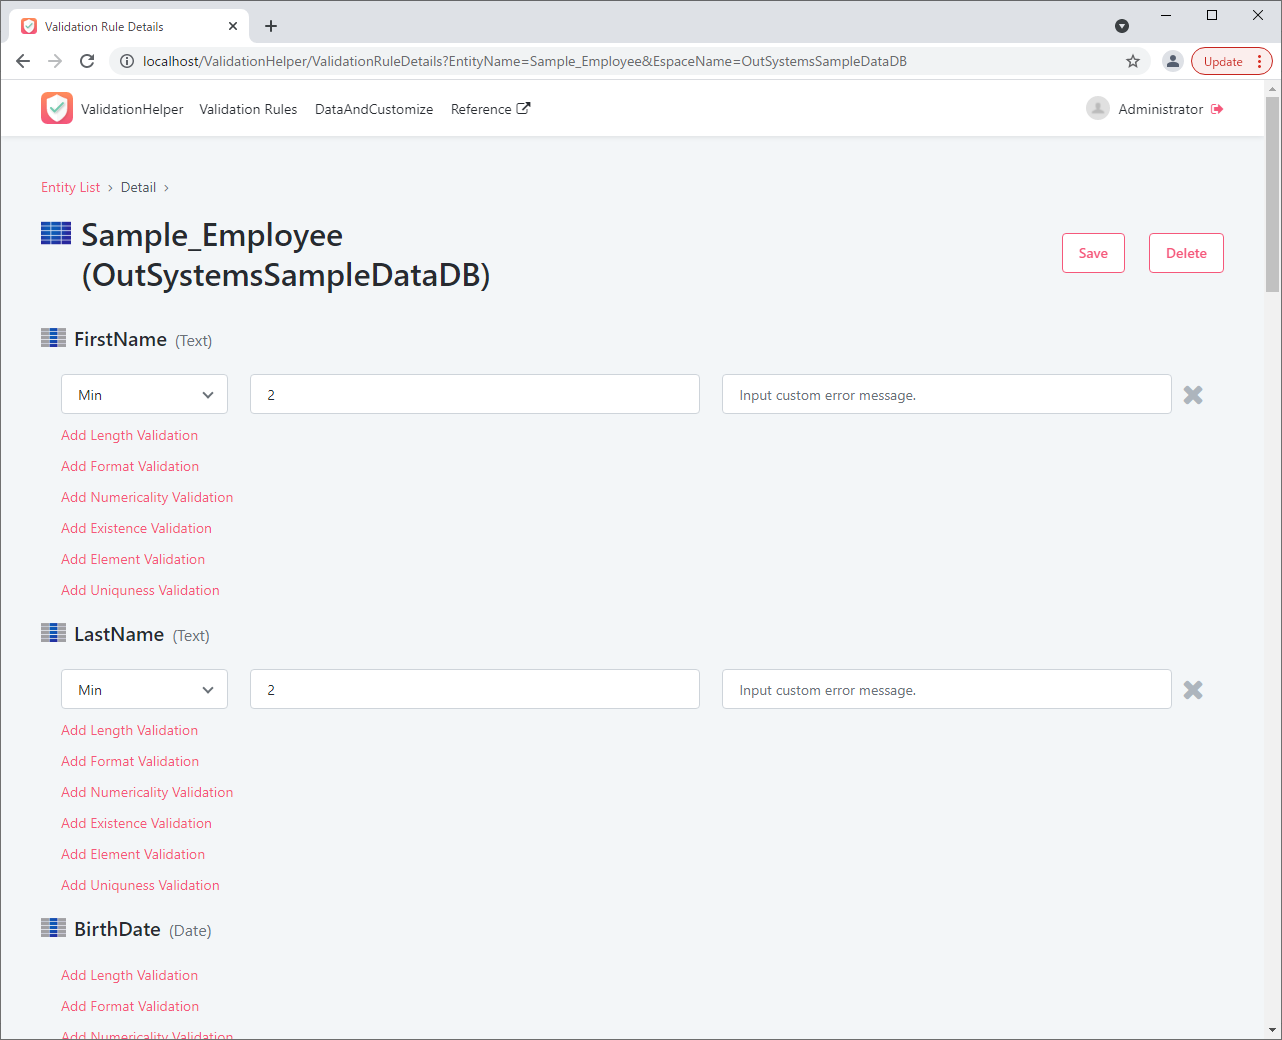 Validation Rule Details
localhost/ValidationHelper/ValidationRuleDetails?EntityName=Sample_Employee&EspaceName=OutSystemsSampleDataDB
Update
ValidationHelper Validation Rules DataAndCustomize Reference
Administrator
Entity List › Detail ›
Sample_Employee
(OutSystemsSampleDataDB)
Save Delete
FirstName (Text)
Min 2 Input custom error message.
Add Length Validation
Add Format Validation
Add Numericality Validation
Add Existence Validation
Add Element Validation
Add Uniquness Validation
LastName (Text)
Min 2 Input custom error message.
Add Length Validation
Add Format Validation
Add Numericality Validation
Add Existence Validation
Add Element Validation
Add Uniquness Validation
BirthDate (Date)
Add Length Validation
Add Format Validation
Add Numericality Validation